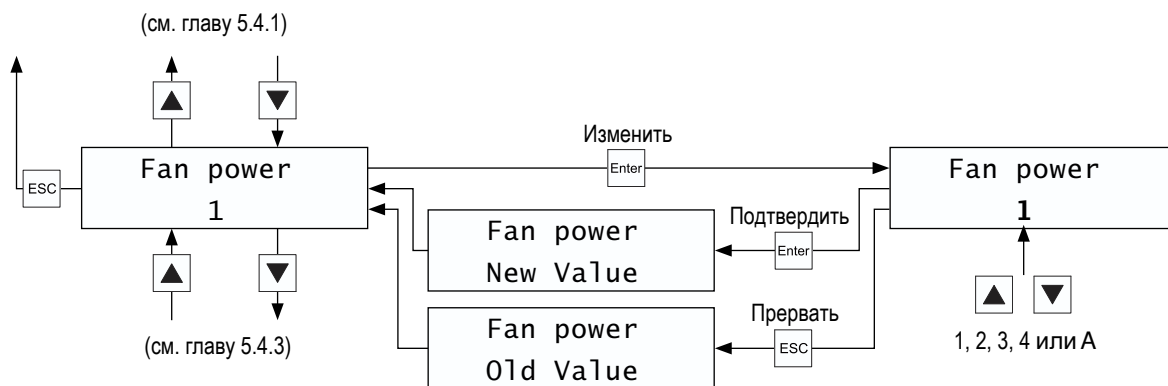 (см. главу 5.4.1)
Изменить
Fan power
1
ESC
Enter
Fan power
1
Подтвердить
Fan power
New Value
Enter
Прервать
Fan power
Old Value
ESC
(см. главу 5.4.3)
1, 2, 3, 4 или А